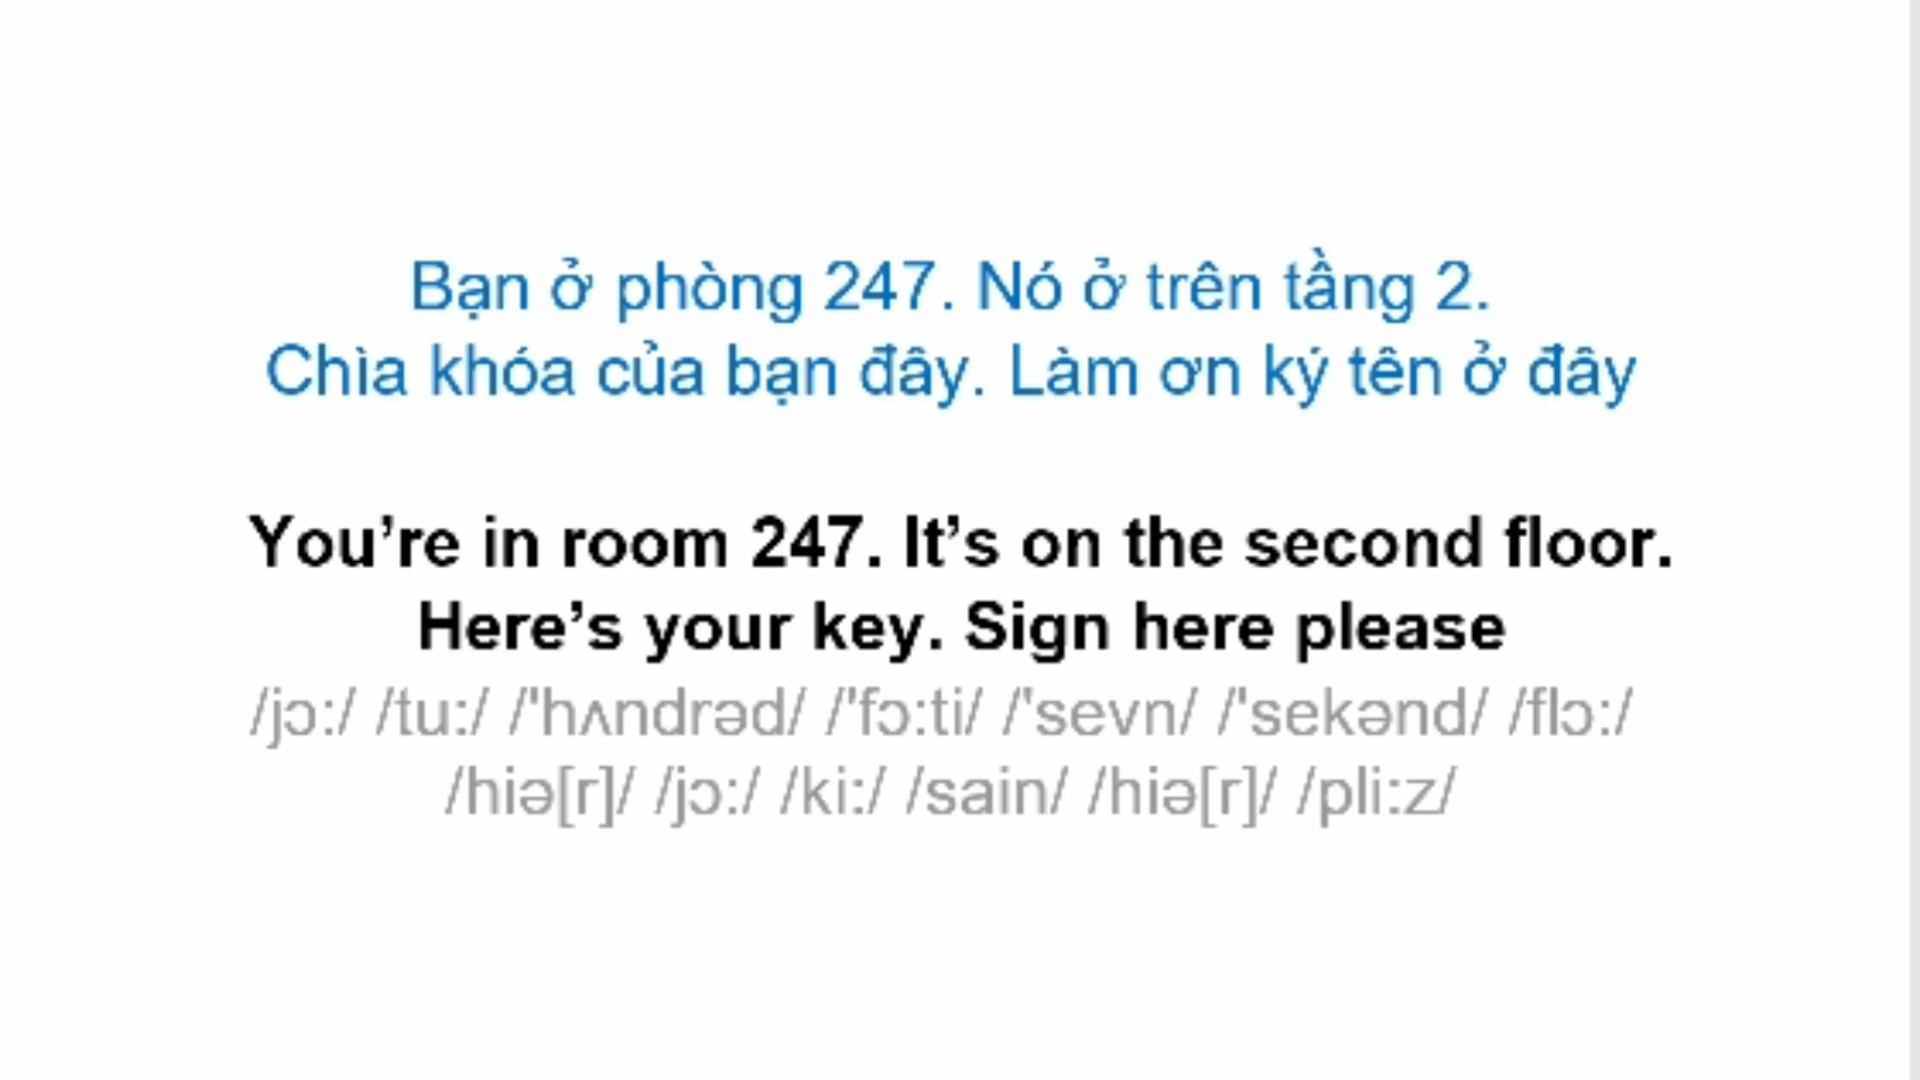 Bạn ở phòng 247. Nó ở trên tầng 2.
Chìa khóa của bạn đây. Làm ơn ký tên ở đây
You’re in room 247. It’s on the second floor.
Here’s your key. Sign here please
/jɔ:/ /tu:/ /'hʌndrəd/ /'fɔ:ti/ /'sevn/ /'sekənd/ /flɔ:/
/hiə[r]/ /jɔ:/ /ki:/ /sain/ /hiə[r]/ /pli:z/